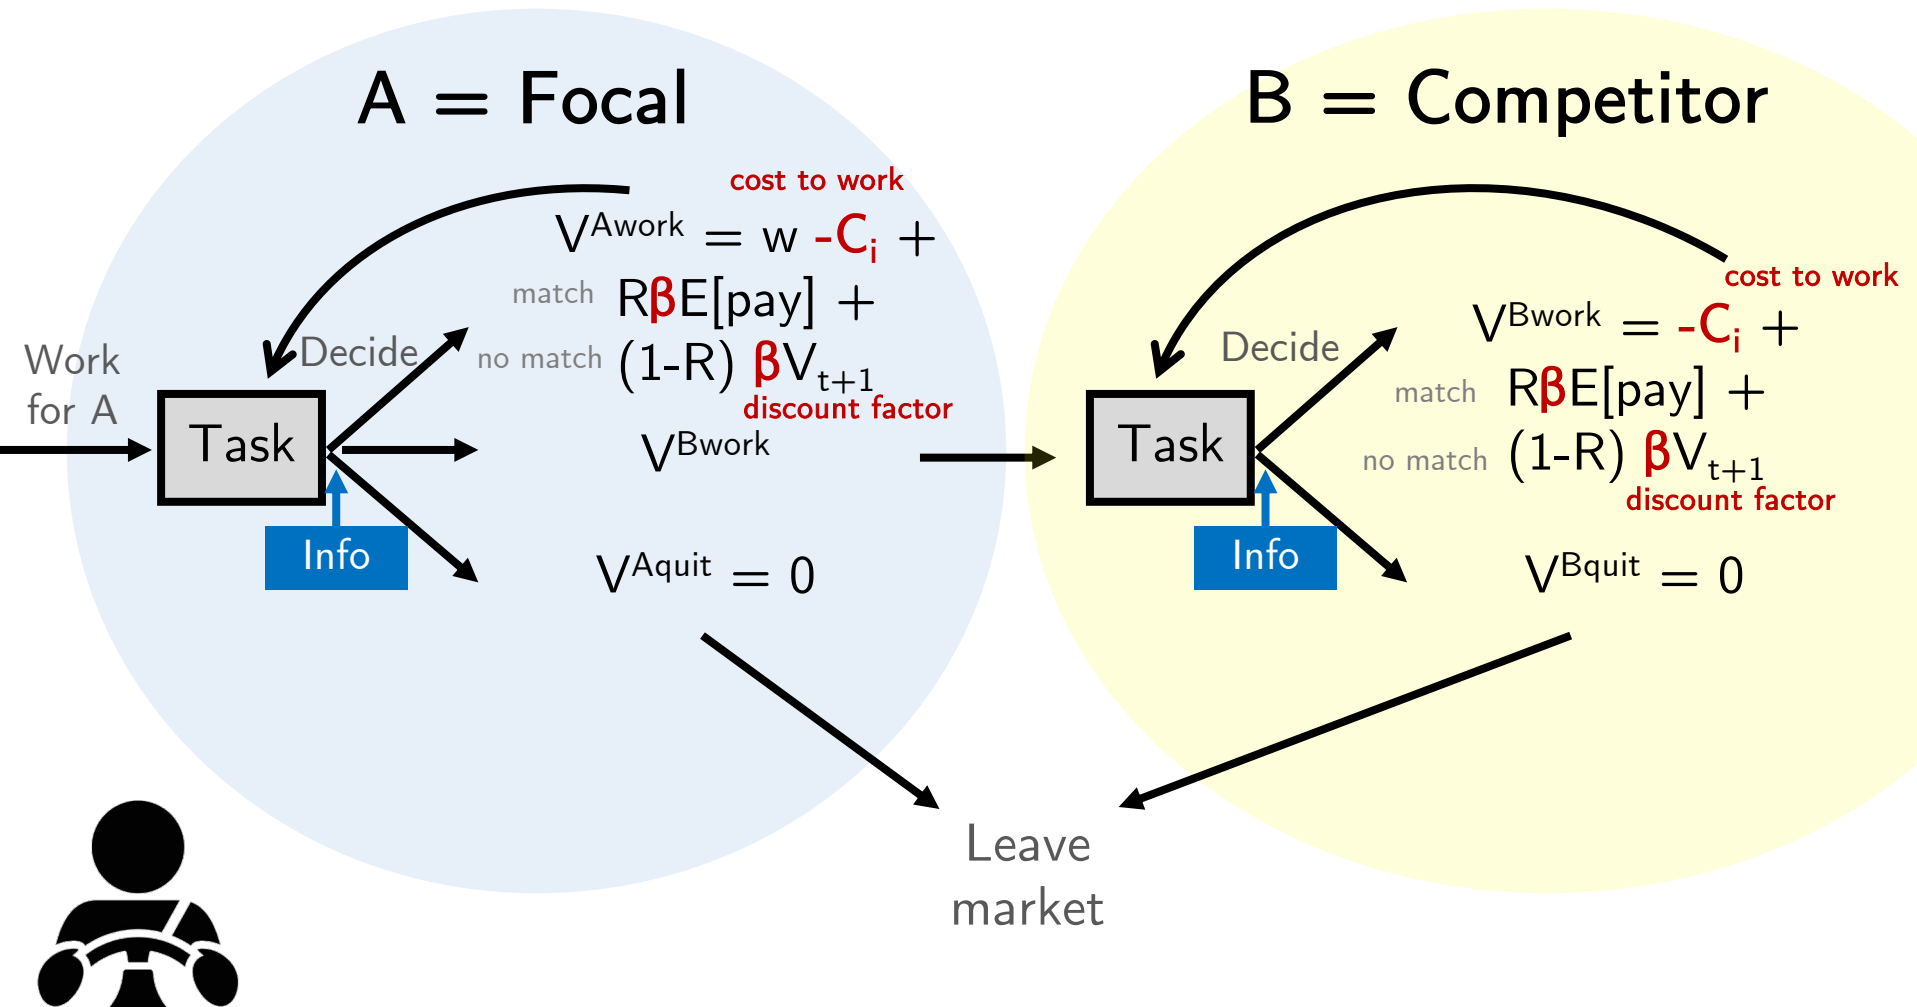 A = Focal
cost to work
V^Awork = w -C_i +
match RβE[pay] +
Decide
no match (1-R) βV_t+1
discount factor
Work
for A
Task
V^Bwork
Info
V^Aquit = 0
B = Competitor
cost to work
V^Bwork = -C_i +
Decide
match RβE[pay] +
no match (1-R) βV_t+1
discount factor
Task
Info
V^Bquit = 0
Leave
market